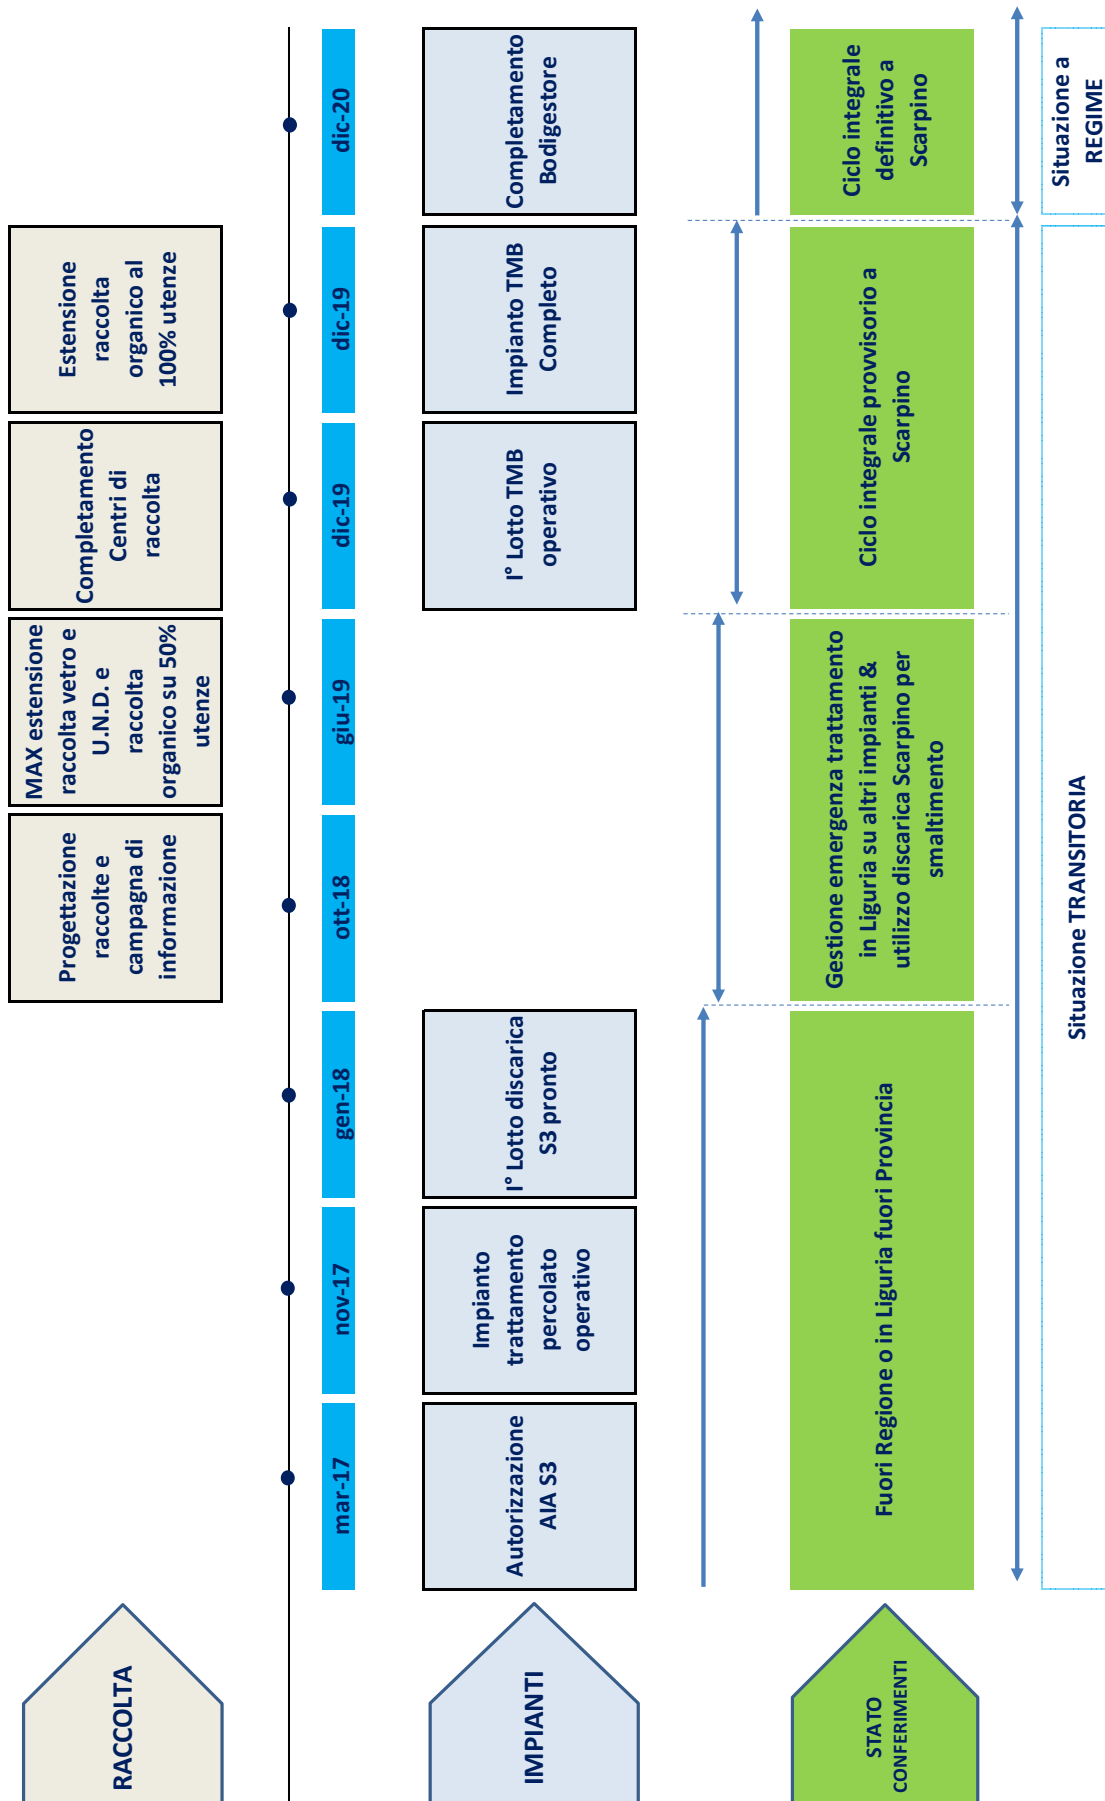 RACCOLTA
Progettazione
raccolte e
campagna di
informazione
MAX estensione
raccolta vetro e
U.N.D. e
raccolta
organico su 50%
utenze
Completamento
Centri di
raccolta
Estensione
raccolta
organico al
100% utenze
mar-17
nov-17
gen-18
ott-18
giu-19
dic-19
dic-19
dic-20
IMPIANTI
Autorizzazione
AIA S3
Impianto
trattamento
percolato
operativo
I° Lotto discarica
S3 pronto
I° Lotto TMB
operativo
Impianto TMB
Completo
Completamento
Bodigestore
STATO
CONFERIMENTI
Fuori Regione o in Liguria fuori Provincia
Gestione emergenza trattamento
in Liguria su altri impianti &
utilizzo discarica Scarpino per
smaltimento
Ciclo integrale provvisorio a
Scarpino
Ciclo integrale
definitivo a
Scarpino
Situazione TRANSITORIA
Situazione a
REGIME